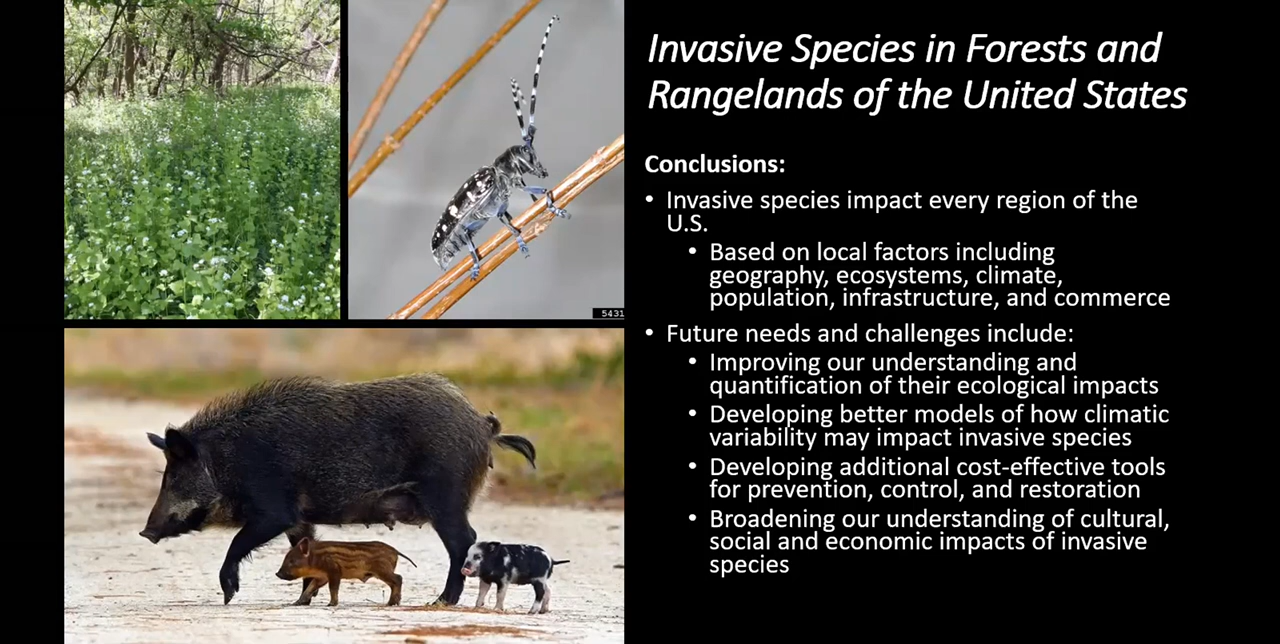 Invasive Species in Forests and
Rangelands of the United States
Conclusions:
• Invasive species impact every region of the
U.S.
• Based on local factors including
geography, ecosystems, climate,
population, infrastructure, and commerce
• Future needs and challenges include:
• Improving our understanding and
quantification of their ecological impacts
• Developing better models of how climatic
variability may impact invasive species
• Developing additional cost-effective tools
for prevention, control, and restoration
• Broadening our understanding of cultural,
social and economic impacts of invasive
species
5431